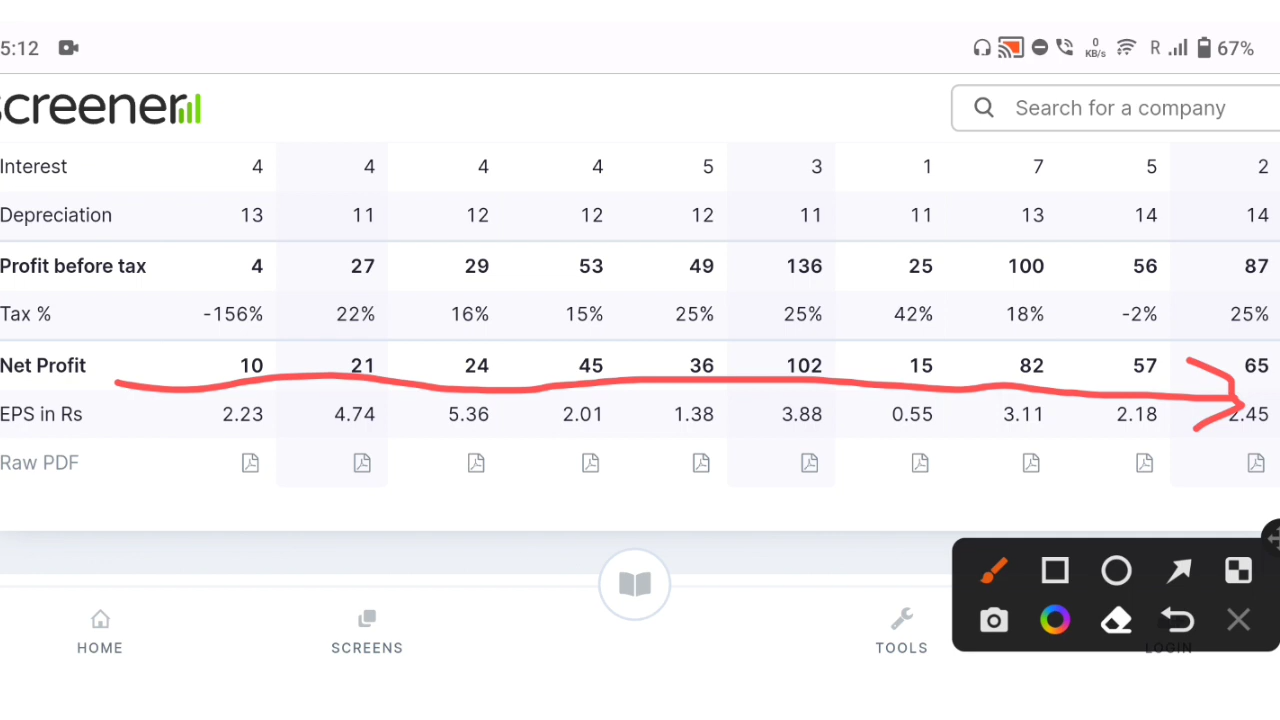 5:12 0 KB/s R 67%
screener Search for a company
Interest 4 4 4 4 5 3 1 7 5 2
Depreciation 13 11 12 12 12 11 11 13 14 14
Profit before tax 4 27 29 53 49 136 25 100 56 87
Tax % -156% 22% 16% 15% 25% 25% 42% 18% -2% 25%
Net Profit 10 21 24 45 36 102 15 82 57 65
EPS in Rs 2.23 4.74 5.36 2.01 1.38 3.88 0.55 3.11 2.18 2.45
Raw PDF
HOME SCREENS TOOLS LOGIN